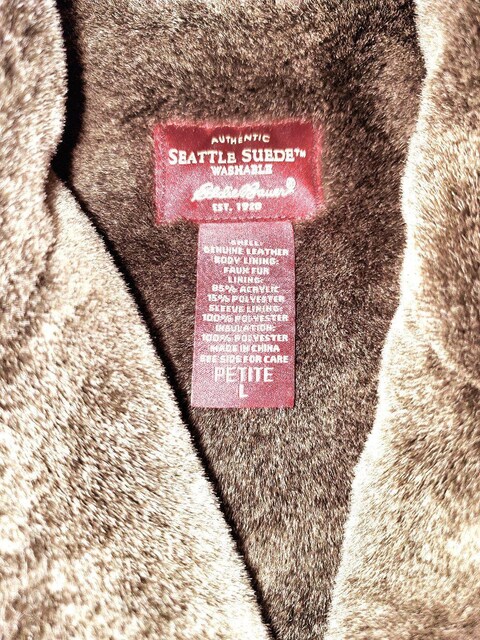 AUTHENTIC
SEATTLE SUEDE™
WASHABLE
Eddie Bauer®
EST. 1920
SHELL:
GENUINE LEATHER
BODY LINING:
FAUX FUR
LINING:
85% ACRYLIC
15% POLYESTER
SLEEVE LINING:
100% POLYESTER
INSULATION:
100% POLYESTER
MADE IN CHINA
SEE SIDE FOR CARE
PETITE
L